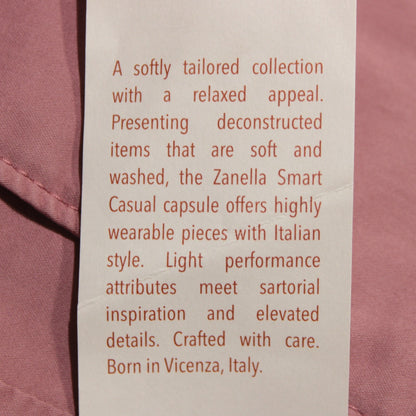 A softly tailored collection
with a relaxed appeal.
Presenting deconstructed
items that are soft and
washed, the Zanella Smart
Casual capsule offers highly
wearable pieces with Italian
style. Light performance
attributes meet sartorial
inspiration and elevated
details. Crafted with care.
Born in Vicenza, Italy.